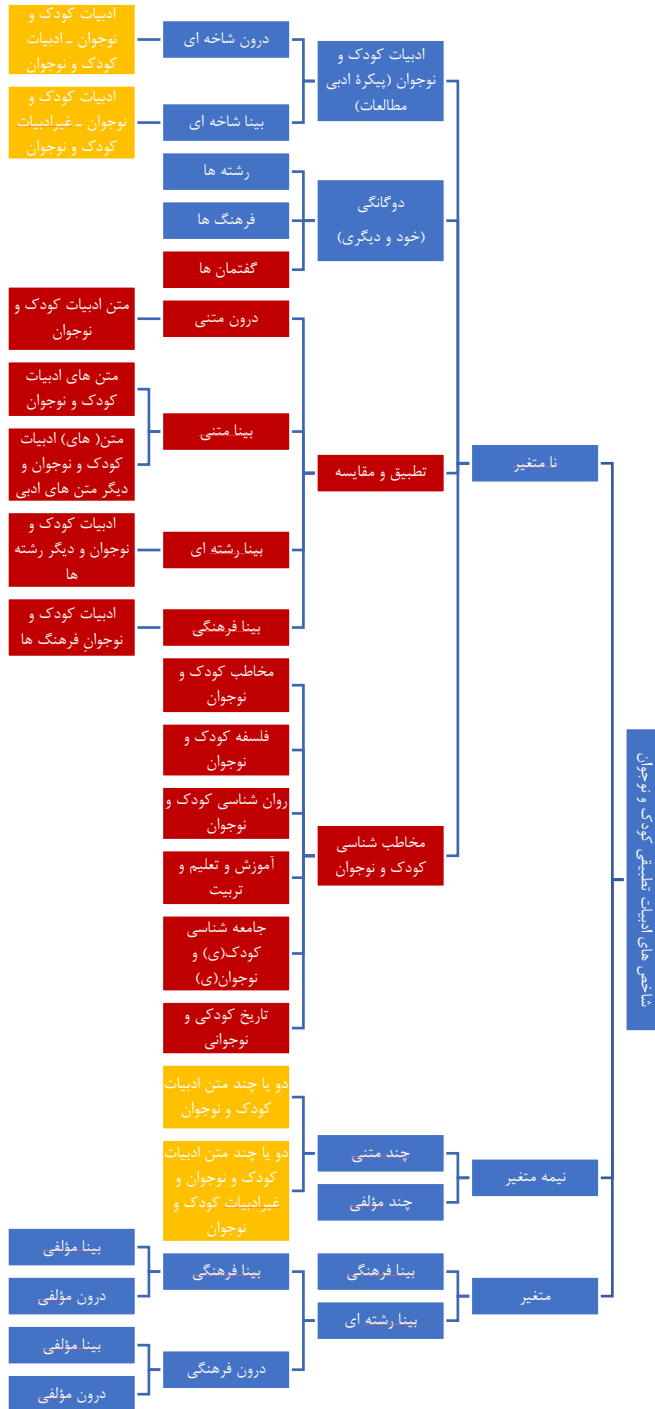 شاخص های ادبیات تطبیقی کودک و نوجوان
نا متغیر
ادبیات کودک و
نوجوان (پیکرهٔ ادبی
مطالعات)
درون شاخه ای
ادبیات کودک و
نوجوان ـ ادبیات
کودک و نوجوان
بینا شاخه ای
ادبیات کودک و
نوجوان ـ غیرادبیات
کودک و نوجوان
دوگانگی
(خود و دیگری)
رشته ها
فرهنگ ها
گفتمان ها
تطبیق و مقایسه
درون متنی
متن ادبیات کودک و
نوجوان
بینا متنی
متن های ادبیات
کودک و نوجوان
متن( های) ادبیات
کودک و نوجوان و
دیگر متن های ادبی
بینا رشته ای
ادبیات کودک و
نوجوان و دیگر رشته
ها
بینا فرهنگی
ادبیات کودک و
نوجوانِ فرهنگ ها
مخاطب شناسی
کودک و نوجوان
مخاطب کودک و
نوجوان
فلسفه کودک و
نوجوان
روان شناسی کودک و
نوجوان
آموزش و تعلیم و
تربیت
جامعه شناسی
کودک(ی) و
نوجوان(ی)
تاریخ کودکی و
نوجوانی
نیمه متغیر
چند متنی
دو یا چند متن ادبیات
کودک و نوجوان
دو یا چند متن ادبیات
کودک و نوجوان و
غیرادبیات کودک و
نوجوان
چند مؤلفی
متغیر
بینا فرهنگی
بینا رشته ای
بینا فرهنگی
بینا مؤلفی
درون مؤلفی
درون فرهنگی
بینا مؤلفی
درون مؤلفی